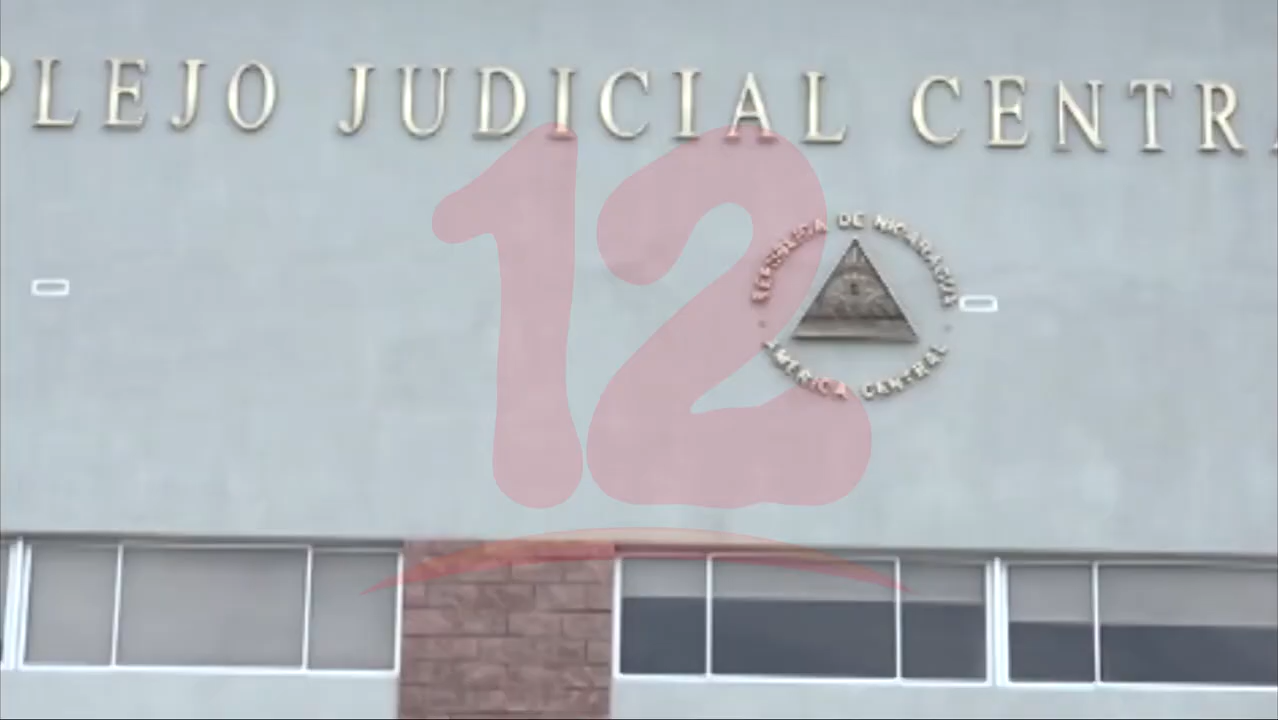 PLEJO JUDICIAL CENTRA
12
REPUBLICA DE NICARAGUA
AMERICA CENTRAL